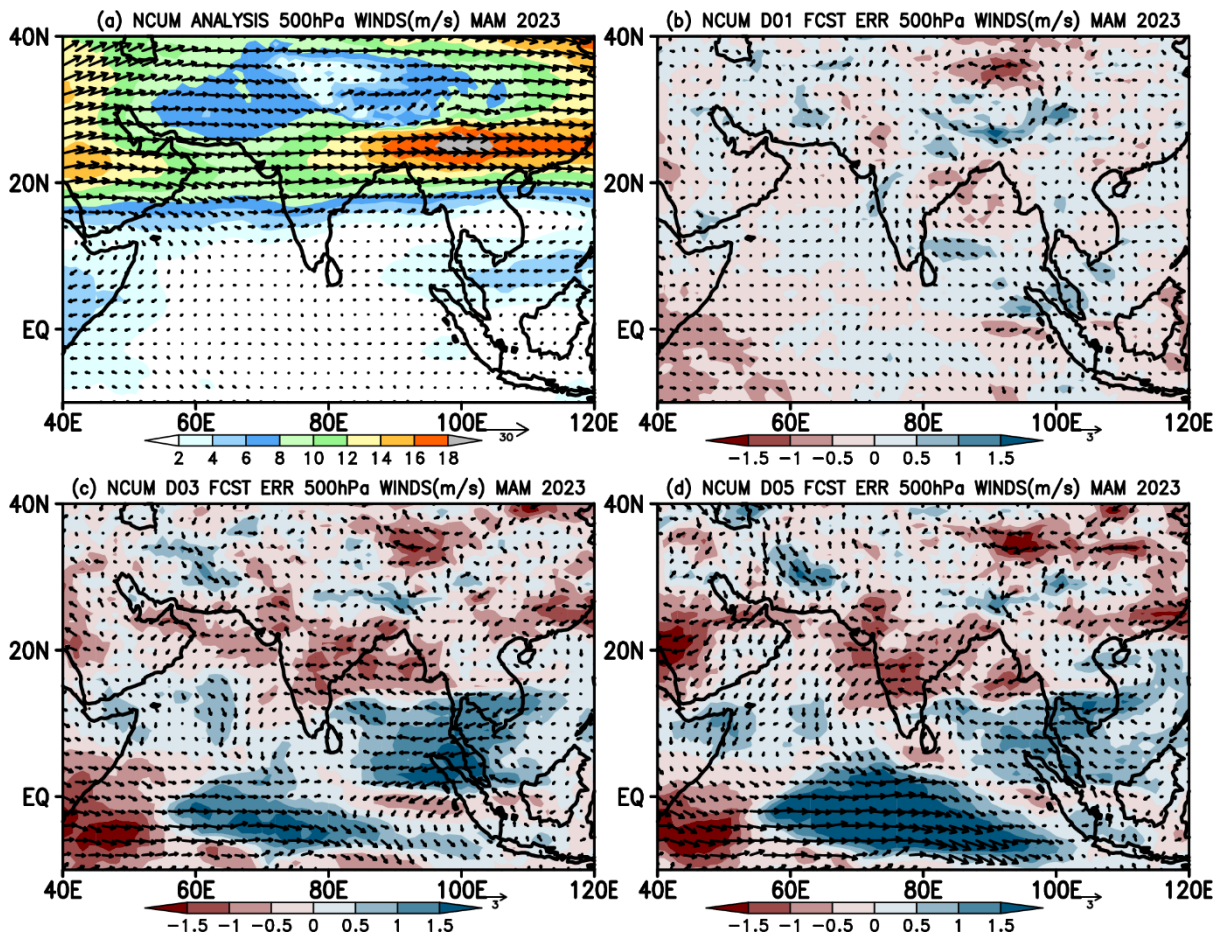 (a) NCUM ANALYSIS 500hPa WINDS(m/s) MAM 2023
40N
20N
EQ
40E 60E 80E 100E 120E
30
2 4 6 8 10 12 14 16 18
(b) NCUM D01 FCST ERR 500hPa WINDS(m/s) MAM 2023
40N
20N
EQ
40E 60E 80E 100E 120E
3
-1.5 -1 -0.5 0 0.5 1 1.5
(c) NCUM D03 FCST ERR 500hPa WINDS(m/s) MAM 2023
40N
20N
EQ
40E 60E 80E 100E 120E
3
-1.5 -1 -0.5 0 0.5 1 1.5
(d) NCUM D05 FCST ERR 500hPa WINDS(m/s) MAM 2023
40N
20N
EQ
40E 60E 80E 100E 120E
3
-1.5 -1 -0.5 0 0.5 1 1.5